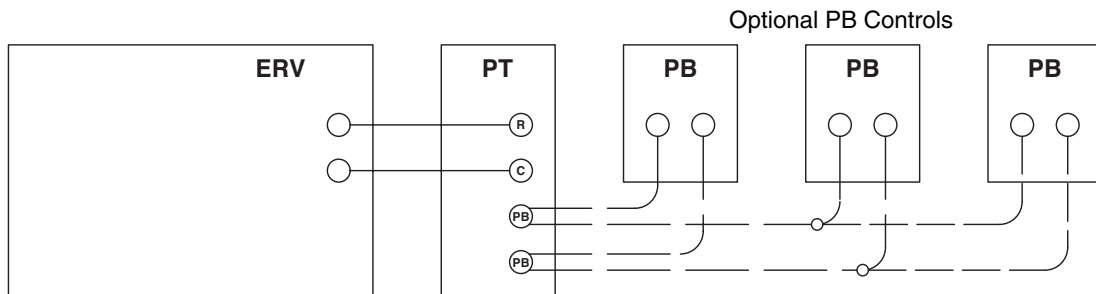 Optional PB Controls
ERV
PT
PB
PB
PB
R
C
PB
PB